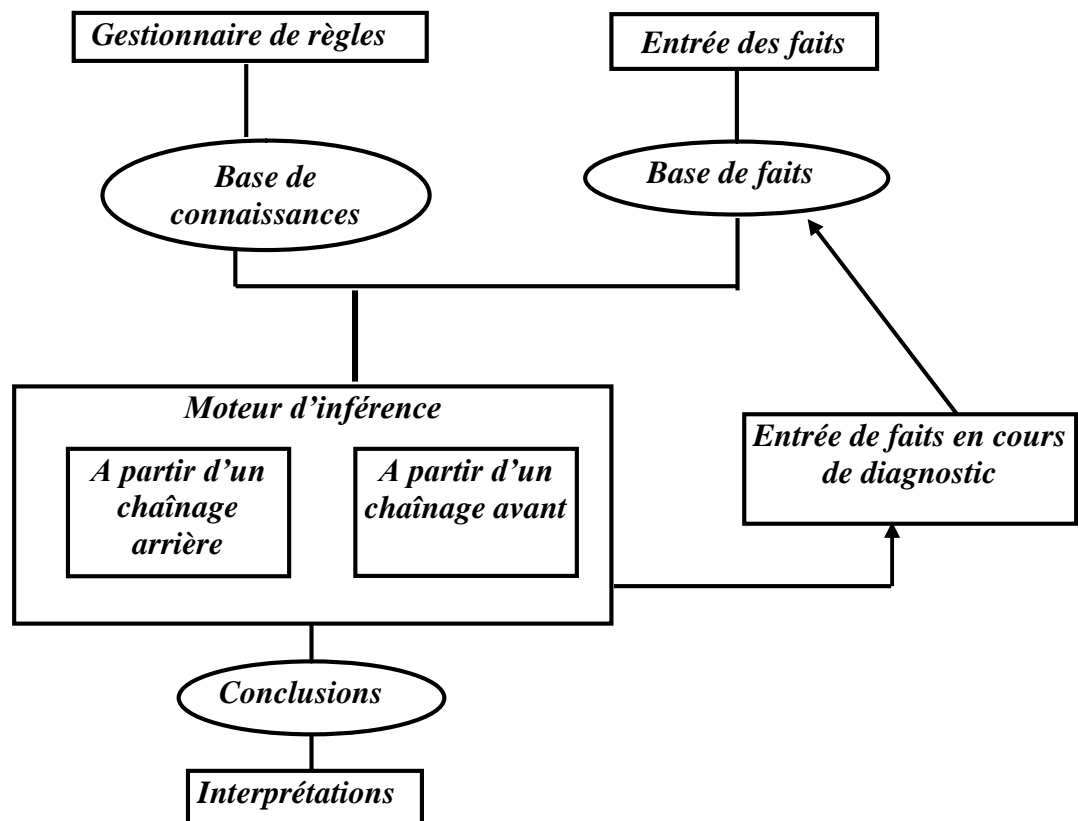 Gestionnaire de règles
Entrée des faits
Base de
connaissances
Base de faits
Moteur d'inférence
A partir d'un
chaînage
arrière
A partir d'un
chaînage avant
Entrée de faits en cours
de diagnostic
Conclusions
Interprétations